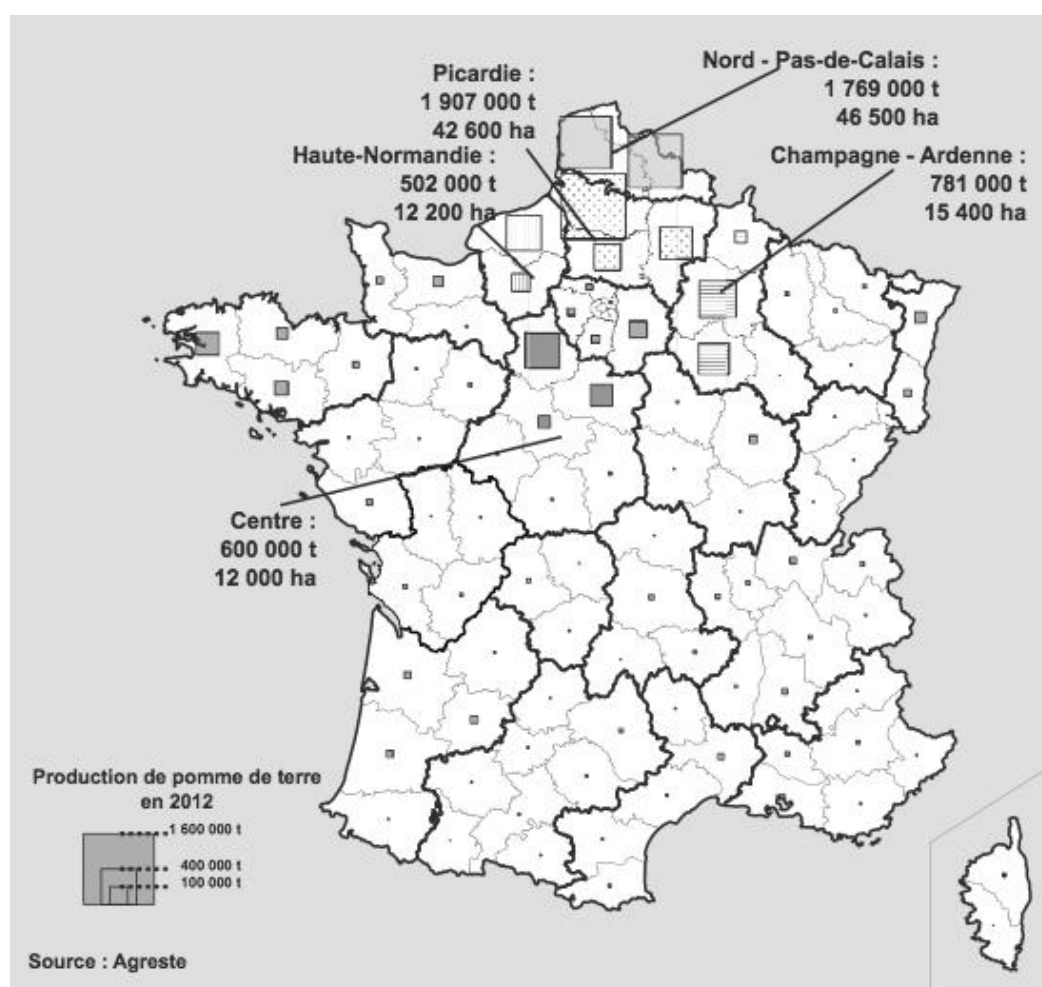 Nord - Pas-de-Calais :
1 769 000 t
46 500 ha
Picardie :
1 907 000 t
42 600 ha
Haute-Normandie :
502 000 t
12 200 ha
Champagne - Ardenne :
781 000 t
15 400 ha
Centre :
600 000 t
12 000 ha
Production de pomme de terre
en 2012
1 600 000 t
400 000 t
100 000 t
Source : Agreste